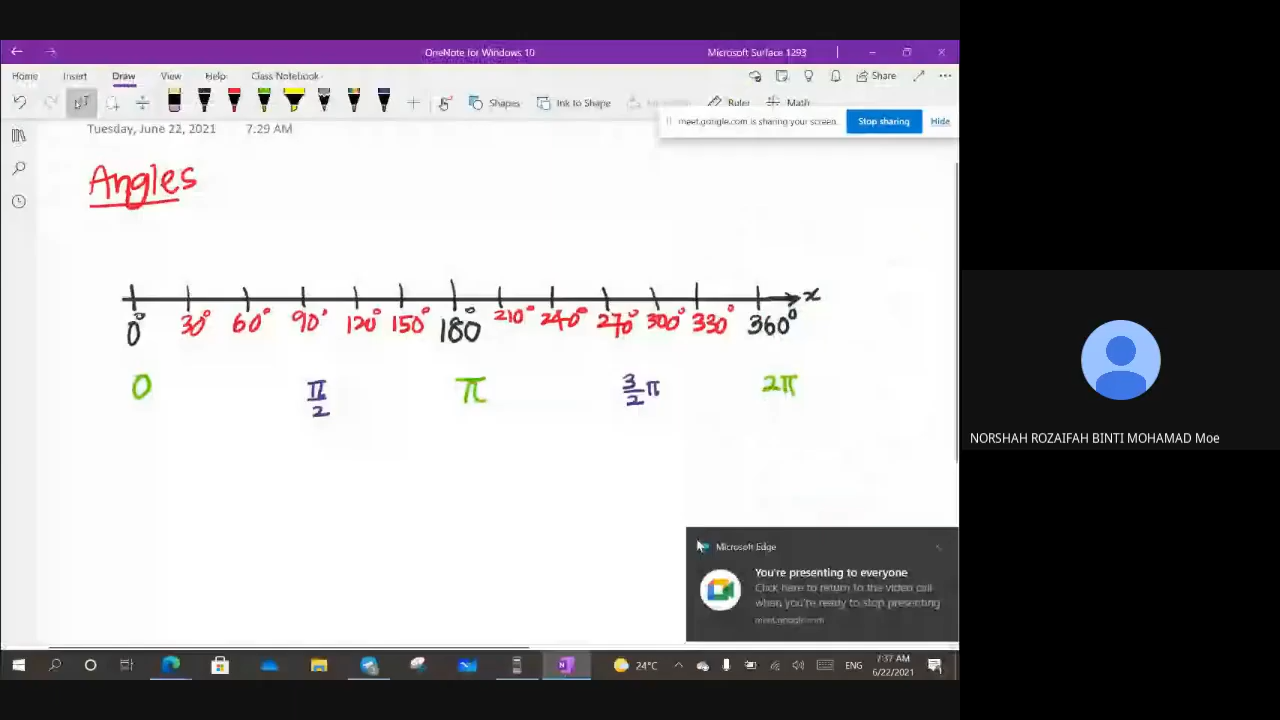 OneNote for Windows 10
Microsoft Surface 1293
Home Insert Draw View Help Class Notebook
Share
Shapes Ink to Shape Ruler Math
meet.google.com is sharing your screen. Stop sharing Hide
Tuesday, June 22, 2021 7:29 AM
Angles
x
0° 30° 60° 90° 120° 150° 180° 210° 240° 270° 300° 330° 360°
0 π/2 π 3/2 π 2π
NORSHAH ROZAIFAH BINTI MOHAMAD Moe
Microsoft Edge
You're presenting to everyone
Click here to return to the video call
when you're ready to stop presenting
meet.google.com
24°C ENG 7:37 AM
6/22/2021